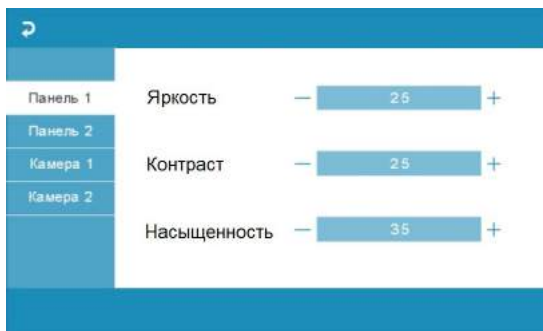 Панель 1
Панель 2
Камера 1
Камера 2
Яркость — 25 +
Контраст — 25 +
Насыщенность — 35 +